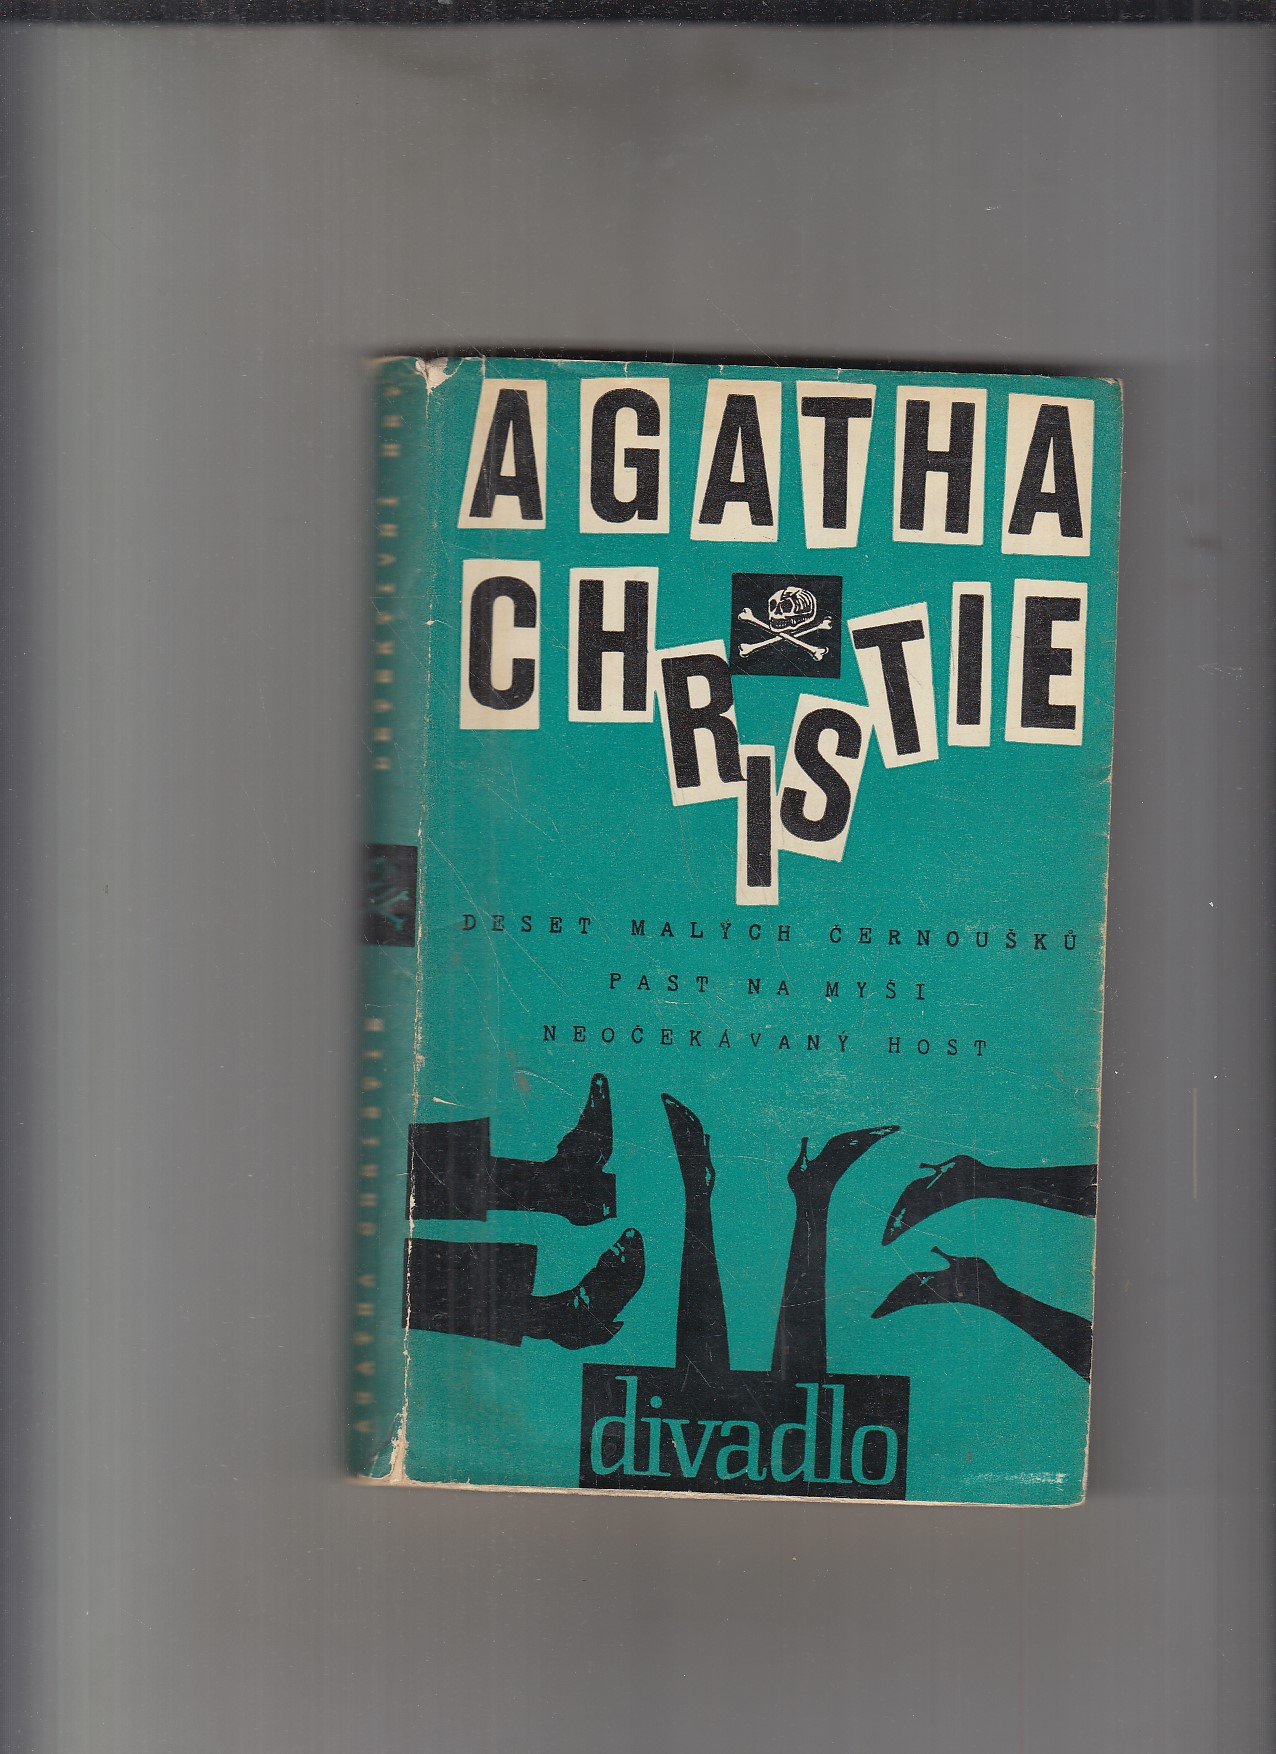 AGATHA
CHRISTIE
DESET MALÝCH ČERNOUŠKŮ
PAST NA MYŠI
NEOČEKÁVANÝ HOST
divadlo
AGATHA CHRISTIE